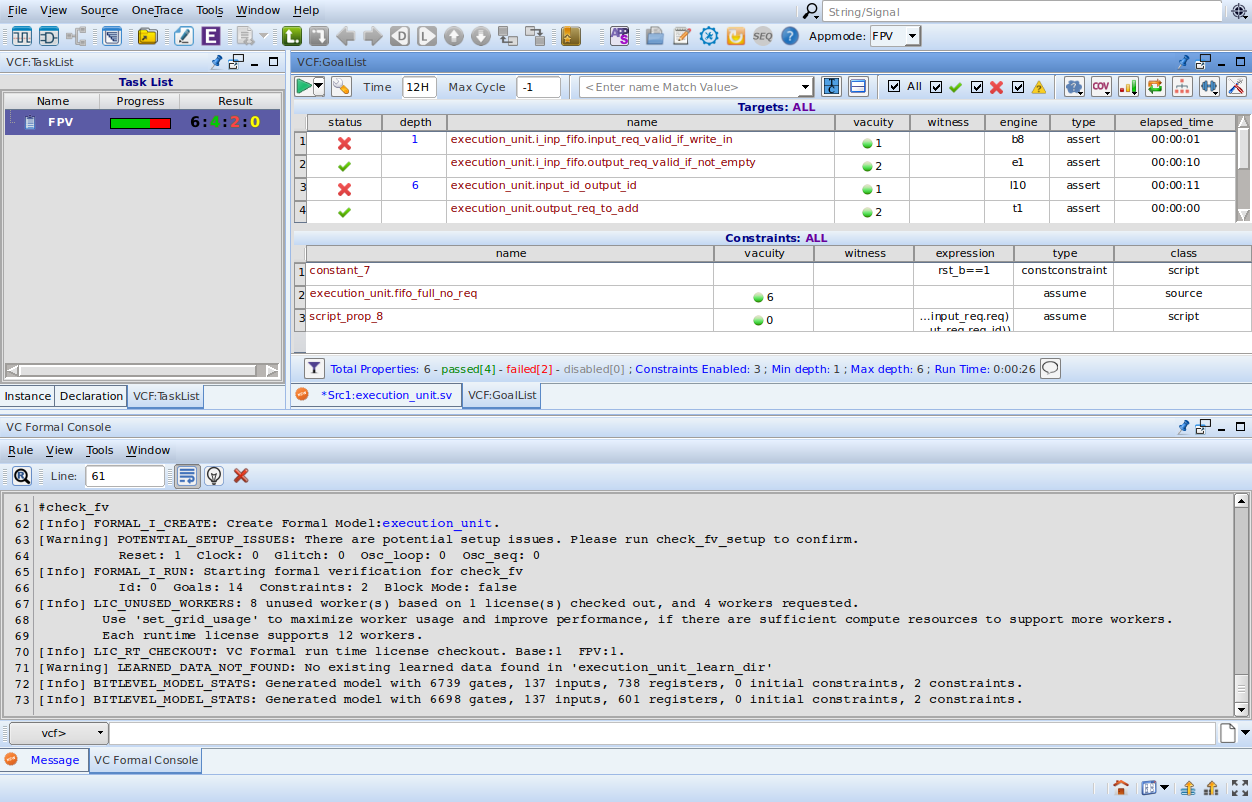 File View Source OneTrace Tools Window Help
String/Signal
E D L APPS SEQ ? Appmode: FPV
VCF:TaskList
Task List
Name Progress Result
FPV 6:4:2:0
Instance Declaration VCF:TaskList
VCF:GoalList
Time 12H Max Cycle -1 <Enter name Match Value> All COV
Targets: ALL
status depth name vacuity witness engine type elapsed_time
1 1 execution_unit.i_inp_fifo.input_req_valid_if_write_in 1 b8 assert 00:00:01
2 execution_unit.i_inp_fifo.output_req_valid_if_not_empty 2 e1 assert 00:00:10
3 6 execution_unit.input_id_output_id 1 l10 assert 00:00:11
4 execution_unit.output_req_to_add 2 t1 assert 00:00:00
Constraints: ALL
name vacuity witness expression type class
1 constant_7 rst_b==1 constconstraint script
2 execution_unit.fifo_full_no_req 6 assume source
3 script_prop_8 0 ...input_req.req) assume script
ut_req.req_id))
Total Properties: 6 - passed[4] - failed[2] - disabled[0] ; Constraints Enabled: 3 ; Min depth: 1 ; Max depth: 6 ; Run Time: 0:00:26
*Src1:execution_unit.sv VCF:GoalList
VC Formal Console
Rule View Tools Window
Line: 61
61 #check_fv
62 [Info] FORMAL_I_CREATE: Create Formal Model:execution_unit.
63 [Warning] POTENTIAL_SETUP_ISSUES: There are potential setup issues. Please run check_fv_setup to confirm.
64 Reset: 1 Clock: 0 Glitch: 0 Osc_loop: 0 Osc_seq: 0
65 [Info] FORMAL_I_RUN: Starting formal verification for check_fv
66 Id: 0 Goals: 14 Constraints: 2 Block Mode: false
67 [Info] LIC_UNUSED_WORKERS: 8 unused worker(s) based on 1 license(s) checked out, and 4 workers requested.
68 Use 'set_grid_usage' to maximize worker usage and improve performance, if there are sufficient compute resources to support more workers.
69 Each runtime license supports 12 workers.
70 [Info] LIC_RT_CHECKOUT: VC Formal run time license checkout. Base:1 FPV:1.
71 [Warning] LEARNED_DATA_NOT_FOUND: No existing learned data found in 'execution_unit_learn_dir'
72 [Info] BITLEVEL_MODEL_STATS: Generated model with 6739 gates, 137 inputs, 738 registers, 0 initial constraints, 2 constraints.
73 [Info] BITLEVEL_MODEL_STATS: Generated model with 6698 gates, 137 inputs, 601 registers, 0 initial constraints, 2 constraints.
vcf>
Message VC Formal Console